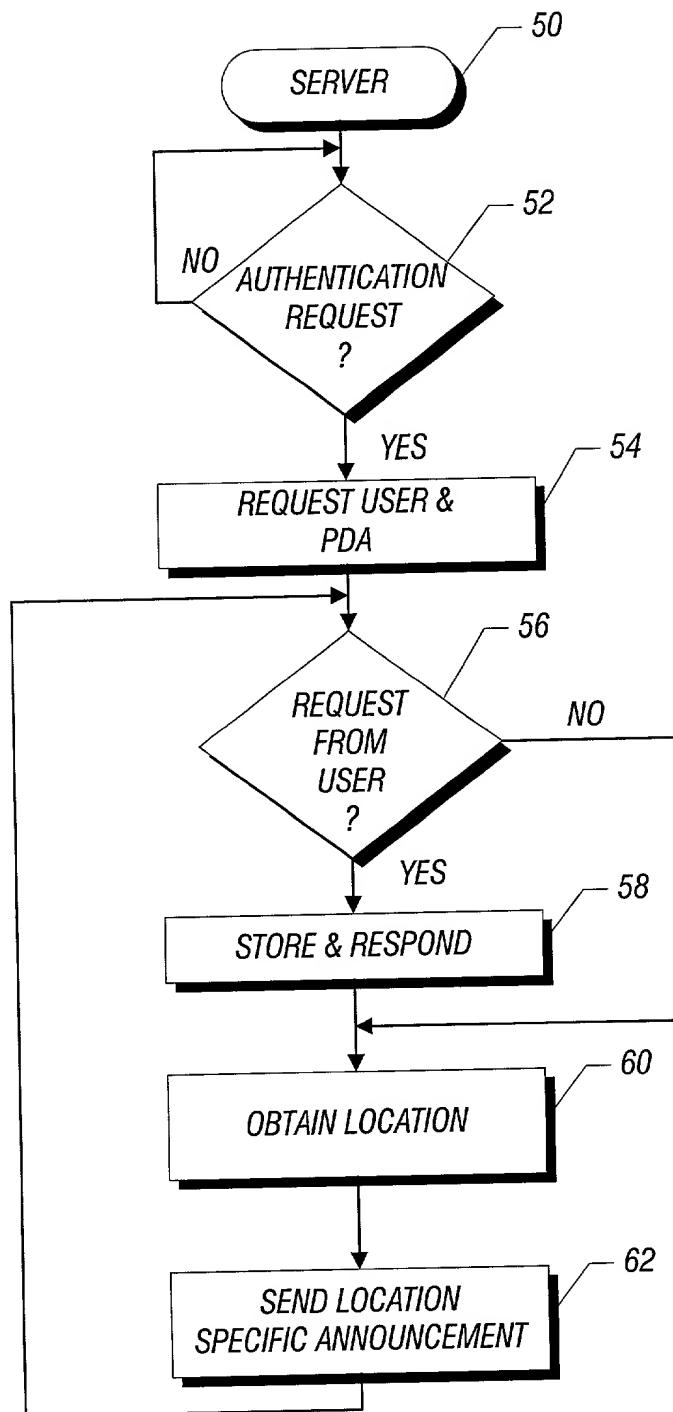 50
SERVER
52
NO
AUTHENTICATION
REQUEST
?
YES
54
REQUEST USER &
PDA
56
REQUEST
FROM
USER
?
NO
YES
58
STORE & RESPOND
60
OBTAIN LOCATION
62
SEND LOCATION
SPECIFIC ANNOUNCEMENT